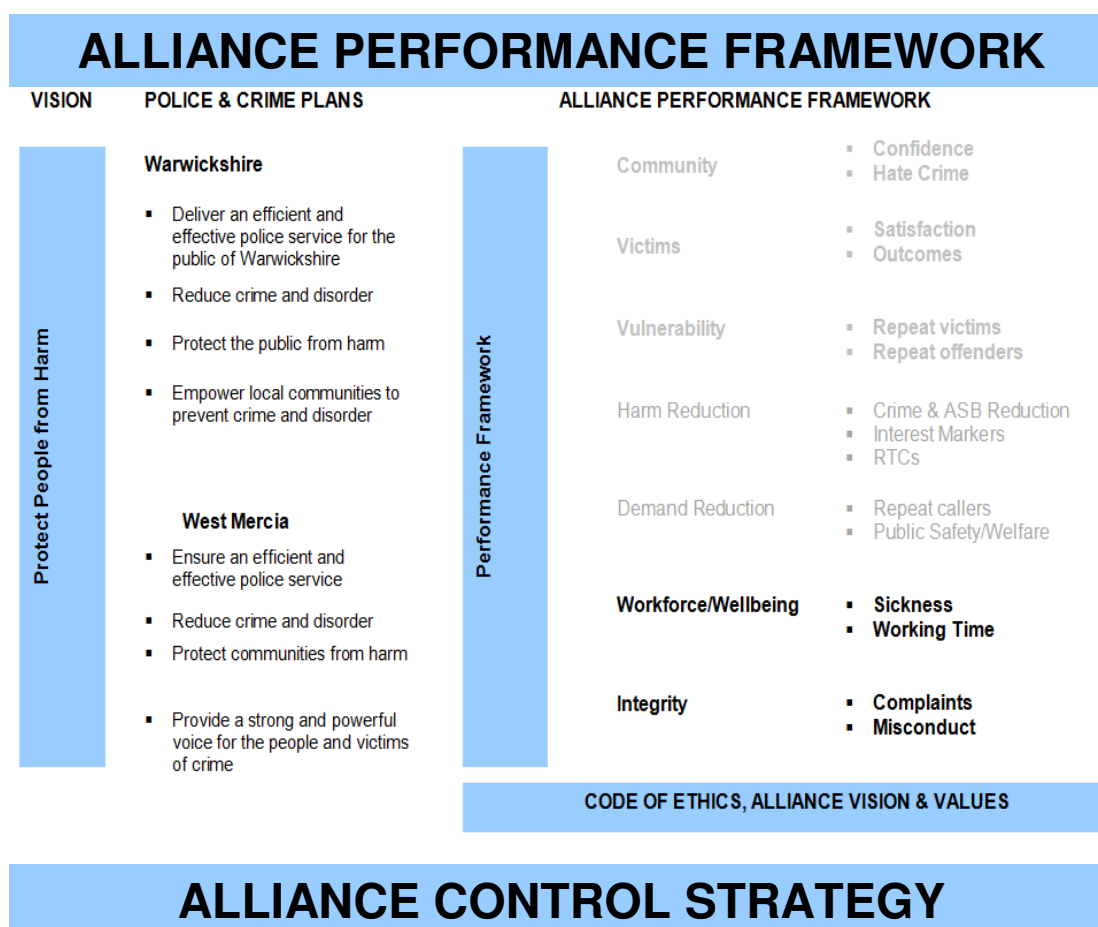 ALLIANCE PERFORMANCE FRAMEWORK
VISION
POLICE & CRIME PLANS
ALLIANCE PERFORMANCE FRAMEWORK
Protect People from Harm
Warwickshire
▪ Deliver an efficient and
effective police service for the
public of Warwickshire
▪ Reduce crime and disorder
▪ Protect the public from harm
▪ Empower local communities to
prevent crime and disorder
West Mercia
▪ Ensure an efficient and
effective police service
▪ Reduce crime and disorder
▪ Protect communities from harm
▪ Provide a strong and powerful
voice for the people and victims
of crime
Performance Framework
Community
▪ Confidence
▪ Hate Crime
Victims
▪ Satisfaction
▪ Outcomes
Vulnerability
▪ Repeat victims
▪ Repeat offenders
Harm Reduction
▪ Crime & ASB Reduction
▪ Interest Markers
▪ RTCs
Demand Reduction
▪ Repeat callers
▪ Public Safety/Welfare
Workforce/Wellbeing
▪ Sickness
▪ Working Time
Integrity
▪ Complaints
▪ Misconduct
CODE OF ETHICS, ALLIANCE VISION & VALUES
ALLIANCE CONTROL STRATEGY